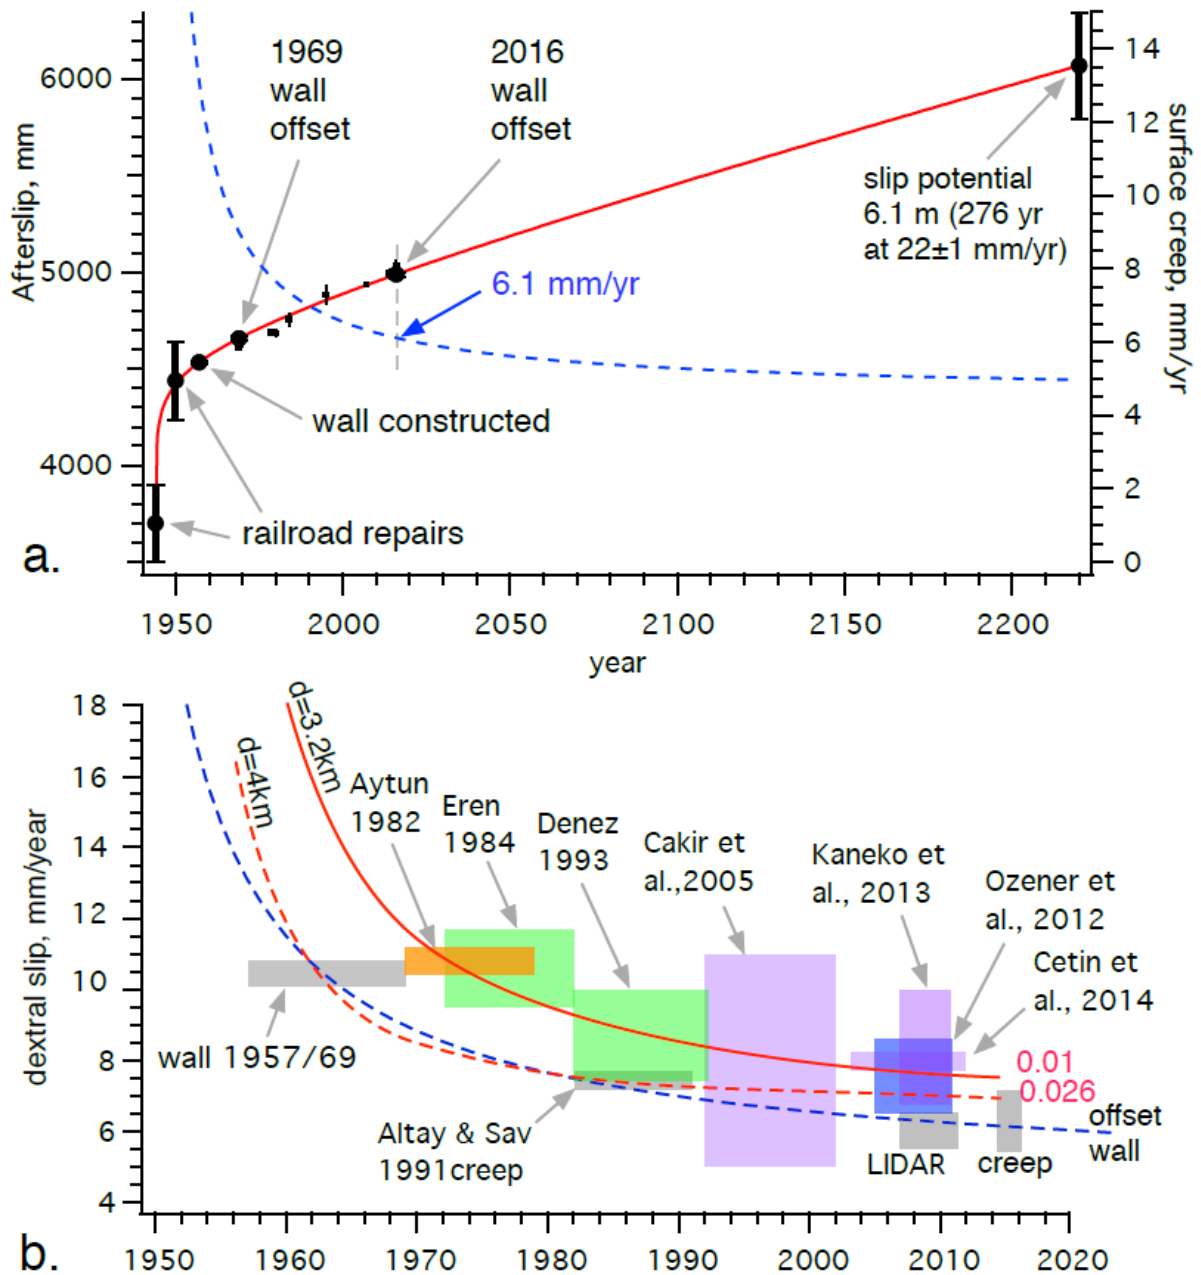 6000
5000
4000
Afterslip, mm
1969
wall
offset
2016
wall
offset
14
12
10
8
6
4
2
0
surface creep, mm/yr
slip potential
6.1 m (276 yr
at 22±1 mm/yr)
6.1 mm/yr
wall constructed
railroad repairs
a.
1950
2000
2050
2100
2150
2200
year
18
16
14
12
10
8
6
4
dextral slip, mm/year
d=4km
d=3.2km
Aytun
1982
Eren
1984
Denez
1993
Cakir et
al.,2005
Kaneko et
al., 2013
Ozener et
al., 2012
Cetin et
al., 2014
wall 1957/69
Altay & Sav
1991creep
0.01
0.026
offset
wall
LIDAR
creep
b.
1950
1960
1970
1980
1990
2000
2010
2020